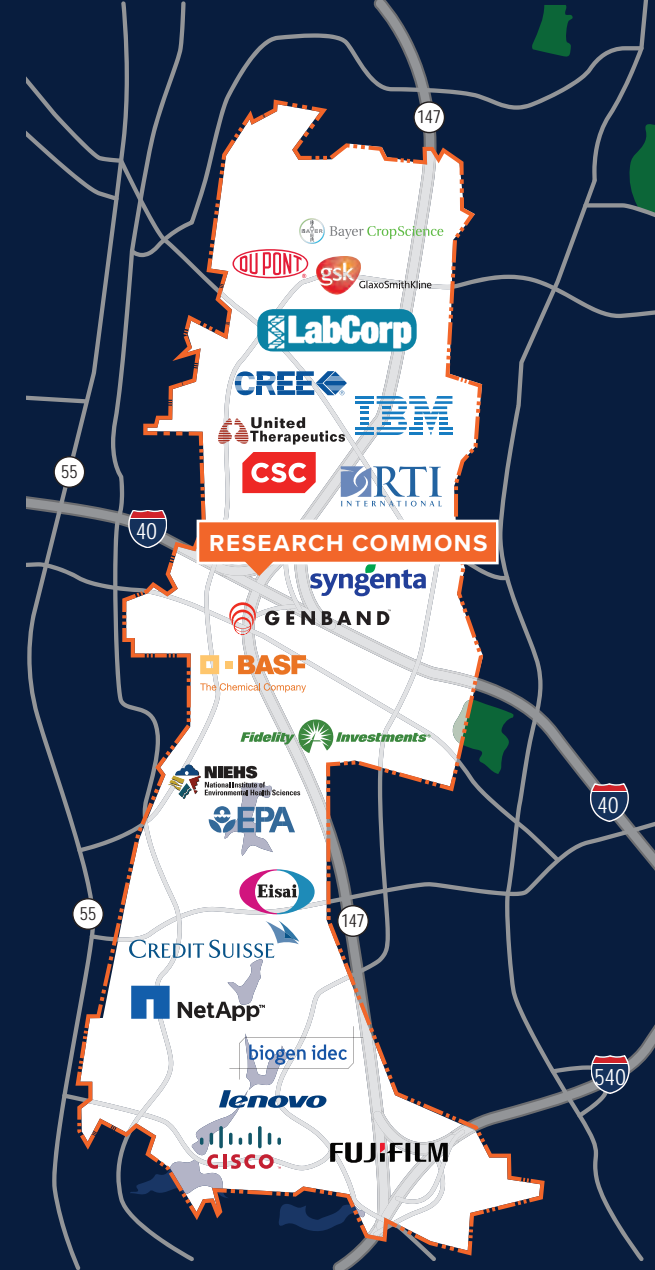 147
BAYER
Bayer CropScience
DU PONT
gsk
GlaxoSmithKline
LabCorp
CREE
IBM
United
Therapeutics
CSC
RTI
INTERNATIONAL
55
40
RESEARCH COMMONS
syngenta
GENBAND
BASF
The Chemical Company
Fidelity Investments
NIEHS
National Institute of
Environmental Health Sciences
EPA
40
Eisai
55
147
CREDIT SUISSE
NetApp™
biogen idec
540
lenovo
CISCO
FUJIFILM